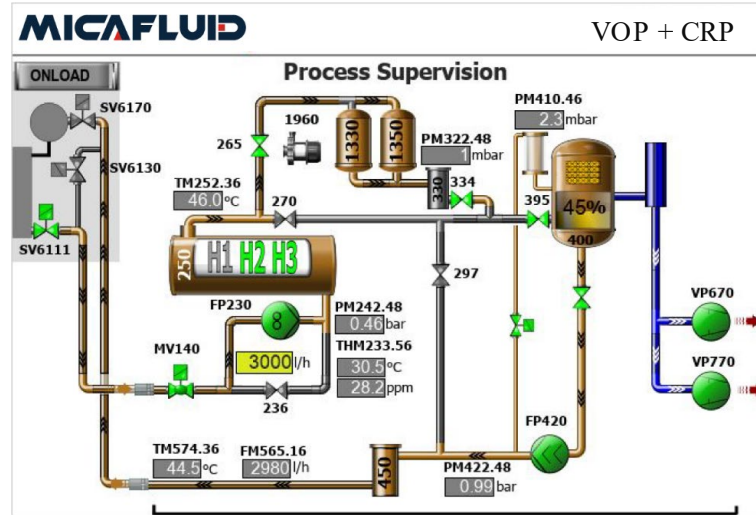 MICAFLUID
VOP + CRP
Process Supervision
ONLOAD
SV6170
SV6130
SV6111
265
1960
1330
1350
PM322.48
1 mbar
PM410.46
2.3 mbar
TM252.36
46.0 °C
270
330
334
395
45%
400
250
H1 H2 H3
297
FP230
8
PM242.48
0.46 bar
THM233.56
30.5 °C
28.2 ppm
3000 l/h
MV140
236
VP670
VP770
FP420
TM574.36
44.5 °C
FM565.16
2980 l/h
450
PM422.48
0.99 bar